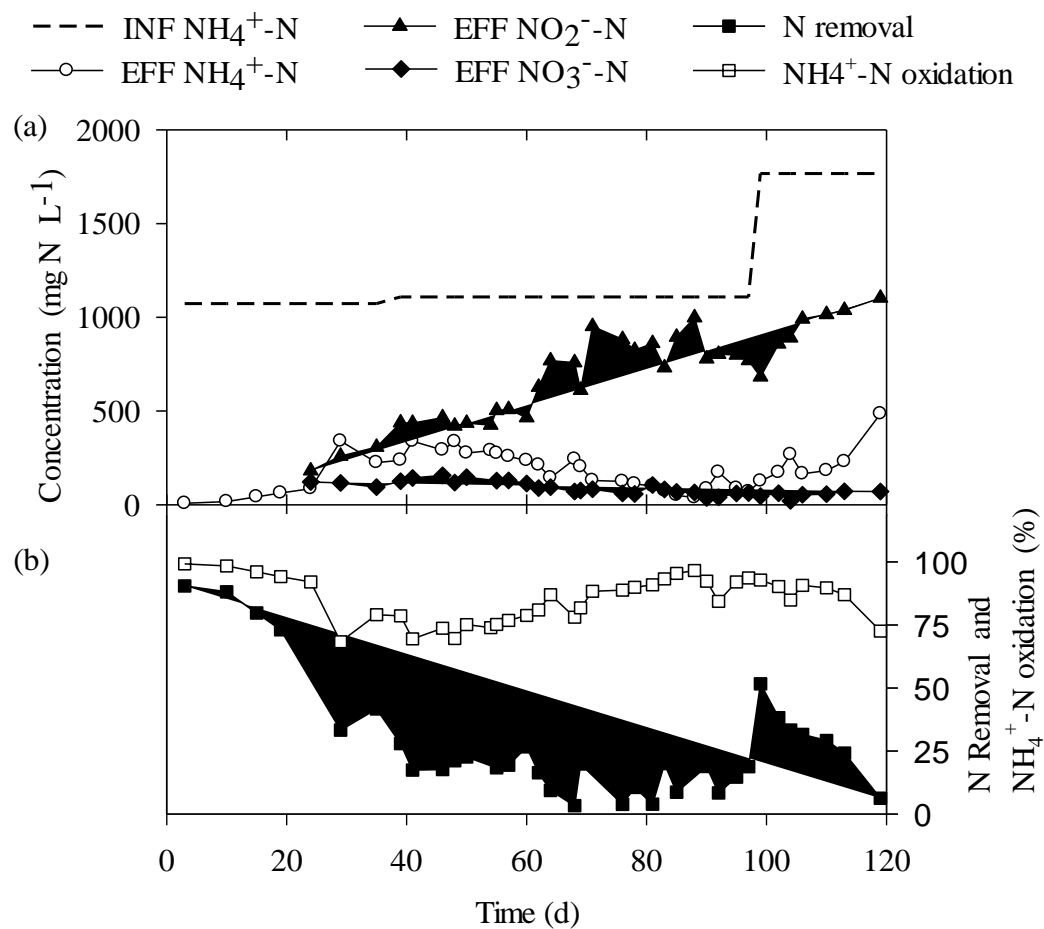 INF NH₄⁺-N EFF NO₂⁻-N N removal
EFF NH₄⁺-N EFF NO₃⁻-N NH4⁺-N oxidation
(a)
2000
1500
1000
500
0
Concentration (mg N L⁻¹)
(b)
100
75
50
25
0
N Removal and
NH₄⁺-N oxidation (%)
0 20 40 60 80 100 120
Time (d)